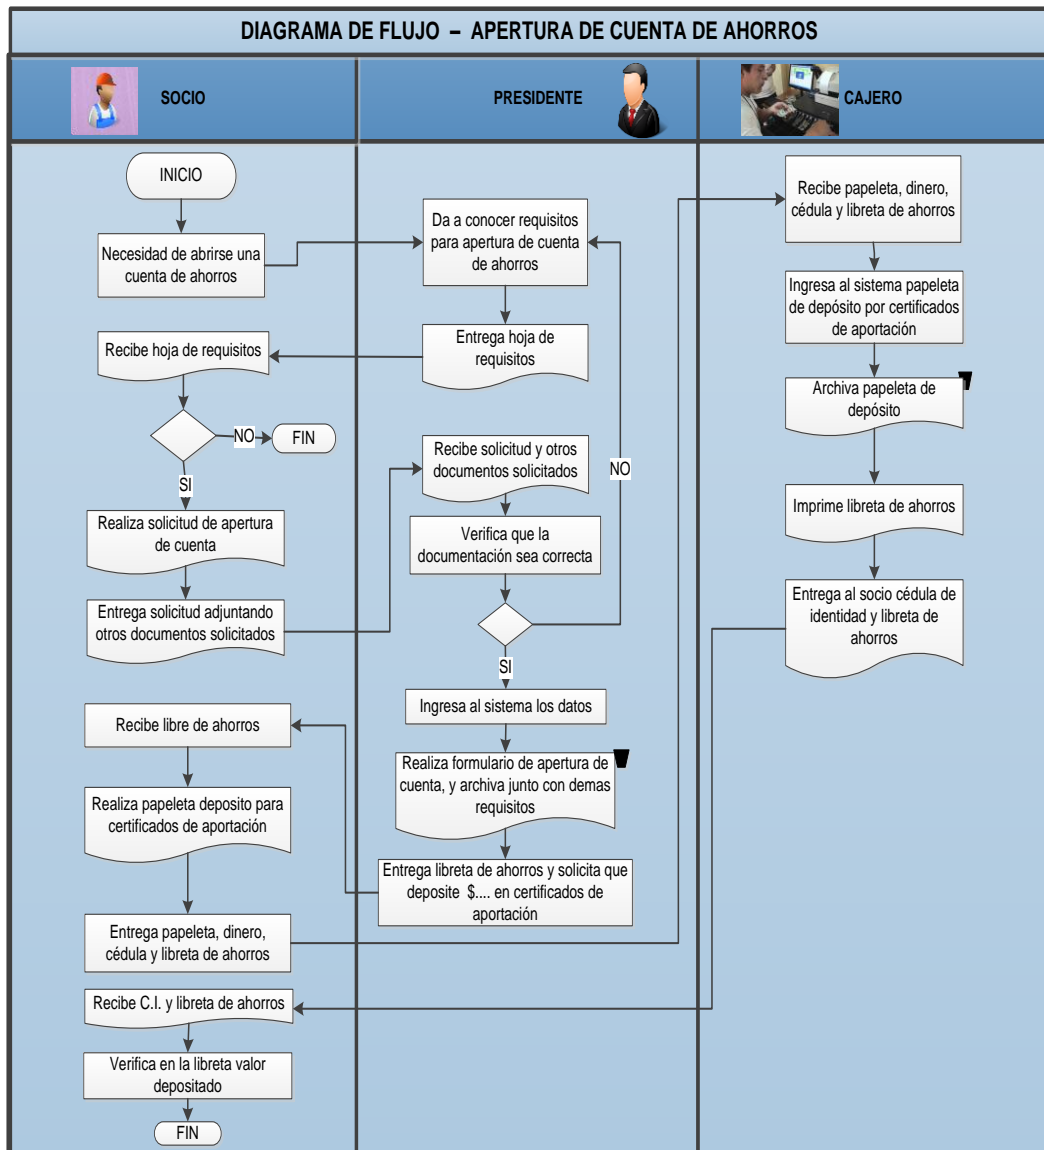 DIAGRAMA DE FLUJO – APERTURA DE CUENTA DE AHORROS
SOCIO
PRESIDENTE
CAJERO
INICIO
Necesidad de abrirse una
cuenta de ahorros
Da a conocer requisitos
para apertura de cuenta
de ahorros
Entrega hoja de
requisitos
Recibe hoja de requisitos
NO
FIN
SI
Realiza solicitud de apertura
de cuenta
Entrega solicitud adjuntando
otros documentos solicitados
Recibe solicitud y otros
documentos solicitados
Verifica que la
documentación sea correcta
NO
SI
Ingresa al sistema los datos
Realiza formulario de apertura de
cuenta, y archiva junto con demas
requisitos
Entrega libreta de ahorros y solicita que
deposite $.... en certificados de
aportación
Recibe libre de ahorros
Realiza papeleta deposito para
certificados de aportación
Entrega papeleta, dinero,
cédula y libreta de ahorros
Recibe papeleta, dinero,
cédula y libreta de ahorros
Ingresa al sistema papeleta
de depósito por certificados
de aportación
Archiva papeleta de
depósito
Imprime libreta de ahorros
Entrega al socio cédula de
identidad y libreta de
ahorros
Recibe C.I. y libreta de ahorros
Verifica en la libreta valor
depositado
FIN